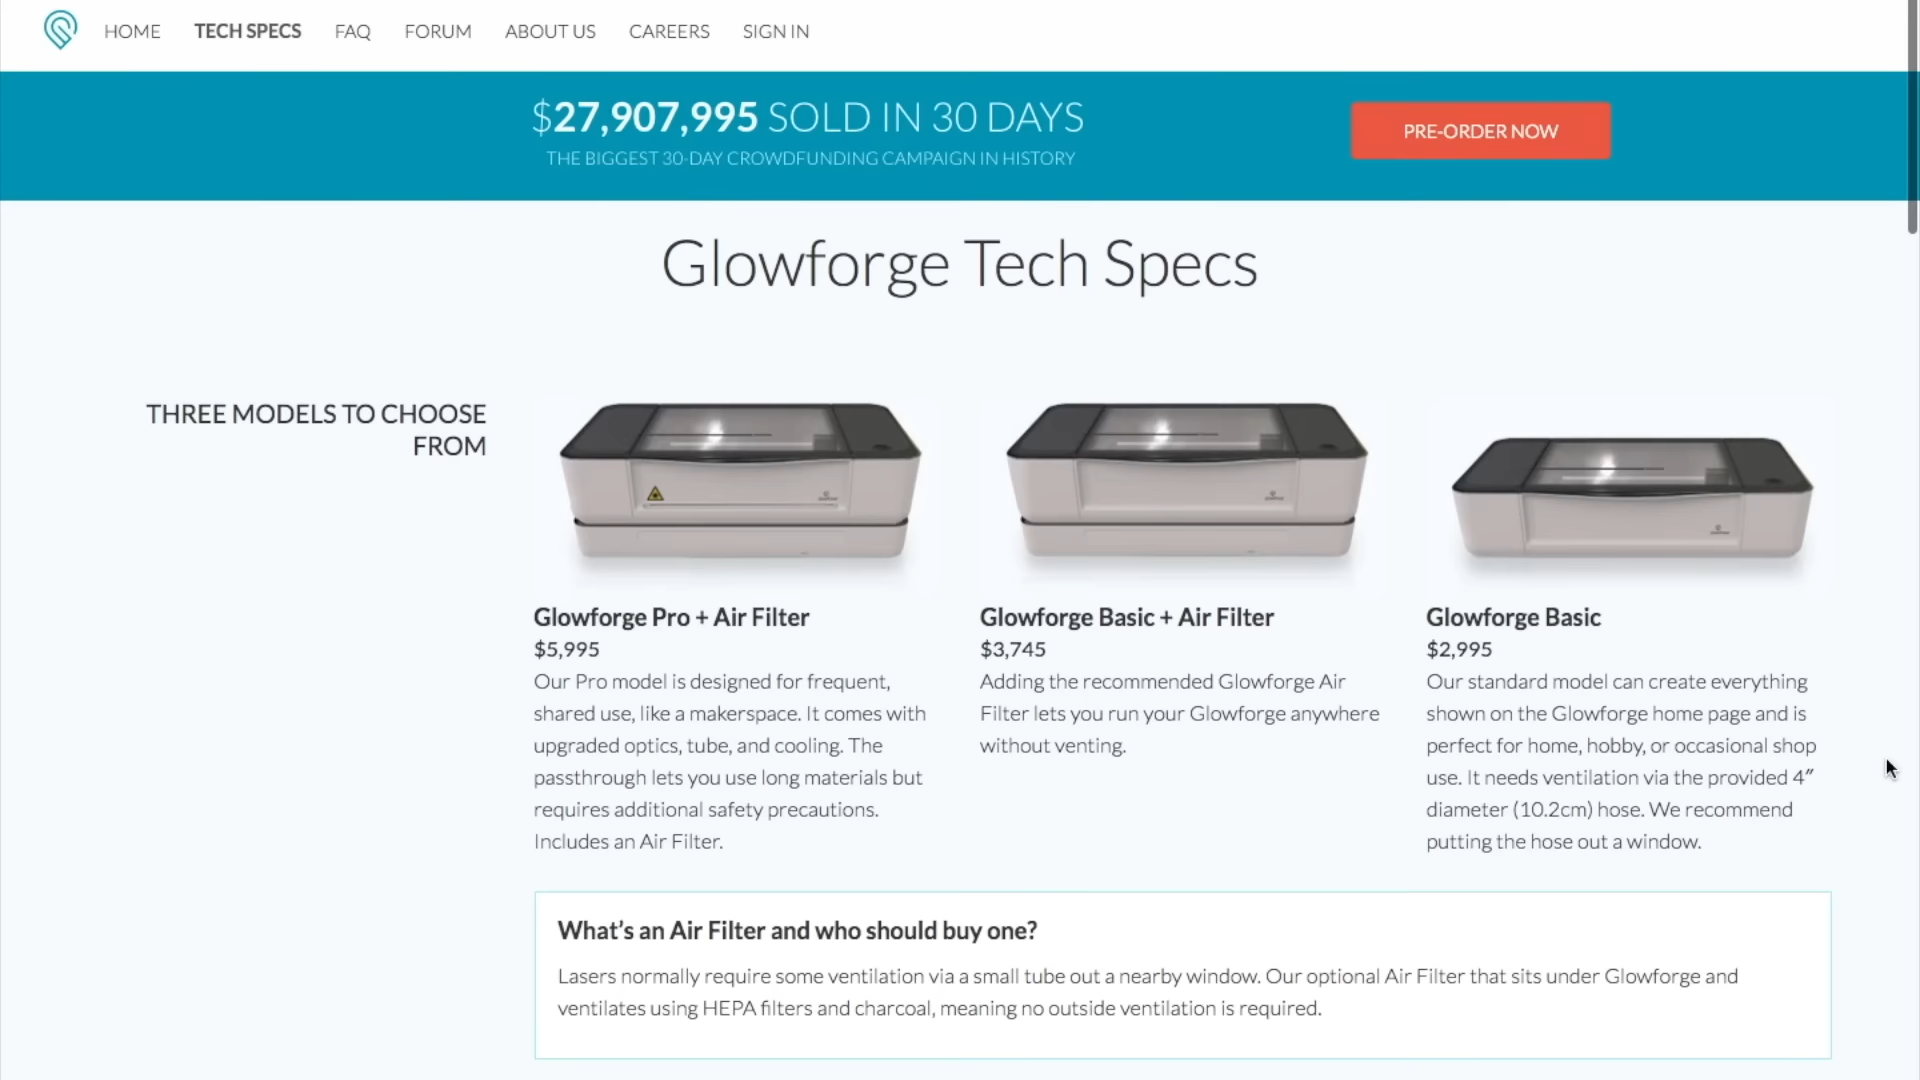 HOME TECH SPECS FAQ FORUM ABOUT US CAREERS SIGN IN
$27,907,995 SOLD IN 30 DAYS
THE BIGGEST 30-DAY CROWDFUNDING CAMPAIGN IN HISTORY
PRE-ORDER NOW
Glowforge Tech Specs
THREE MODELS TO CHOOSE
FROM
Glowforge Pro + Air Filter
$5,995
Our Pro model is designed for frequent,
shared use, like a makerspace. It comes with
upgraded optics, tube, and cooling. The
passthrough lets you use long materials but
requires additional safety precautions.
Includes an Air Filter.
Glowforge Basic + Air Filter
$3,745
Adding the recommended Glowforge Air
Filter lets you run your Glowforge anywhere
without venting.
Glowforge Basic
$2,995
Our standard model can create everything
shown on the Glowforge home page and is
perfect for home, hobby, or occasional shop
use. It needs ventilation via the provided 4″
diameter (10.2cm) hose. We recommend
putting the hose out a window.
What’s an Air Filter and who should buy one?
Lasers normally require some ventilation via a small tube out a nearby window. Our optional Air Filter that sits under Glowforge and
ventilates using HEPA filters and charcoal, meaning no outside ventilation is required.